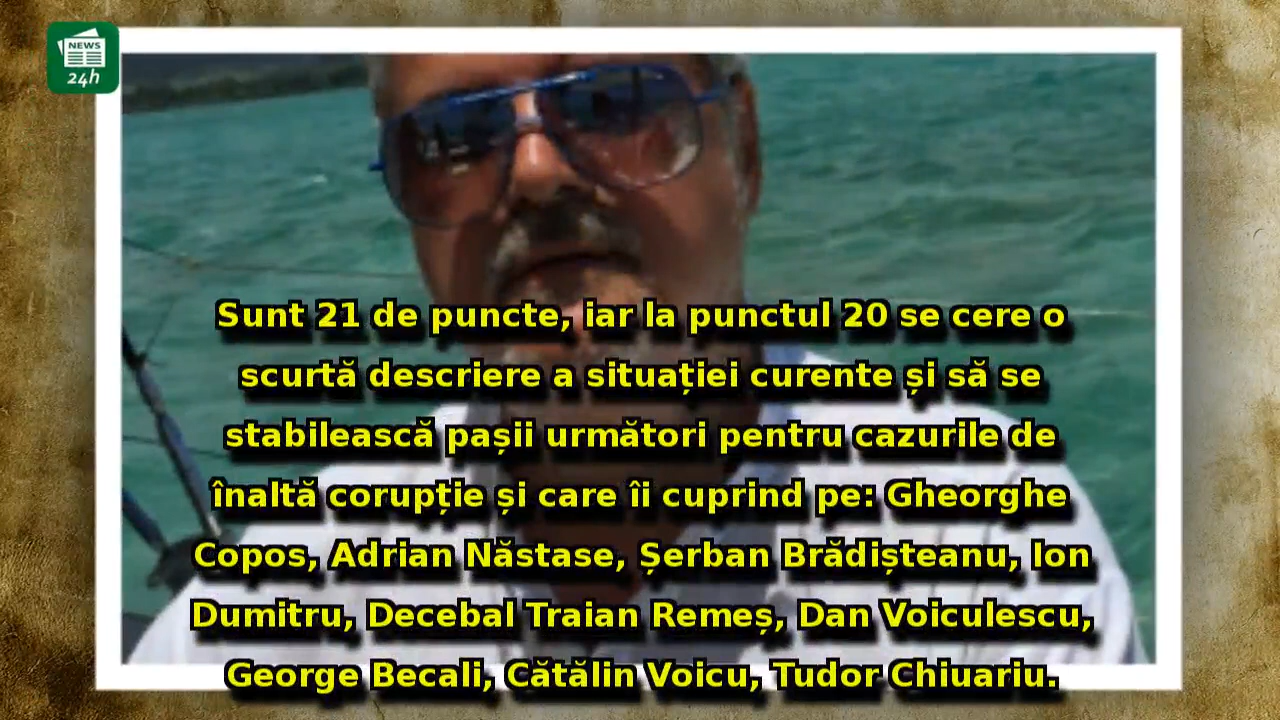 NEWS
24h
Sunt 21 de puncte, iar la punctul 20 se cere o
scurtă descriere a situației curente și să se
stabilească pașii următori pentru cazurile de
înaltă corupție și care îi cuprind pe: Gheorghe
Copos, Adrian Năstase, Șerban Brădișteanu, Ion
Dumitru, Decebal Traian Remeș, Dan Voiculescu,
George Becali, Cătălin Voicu, Tudor Chiuariu.